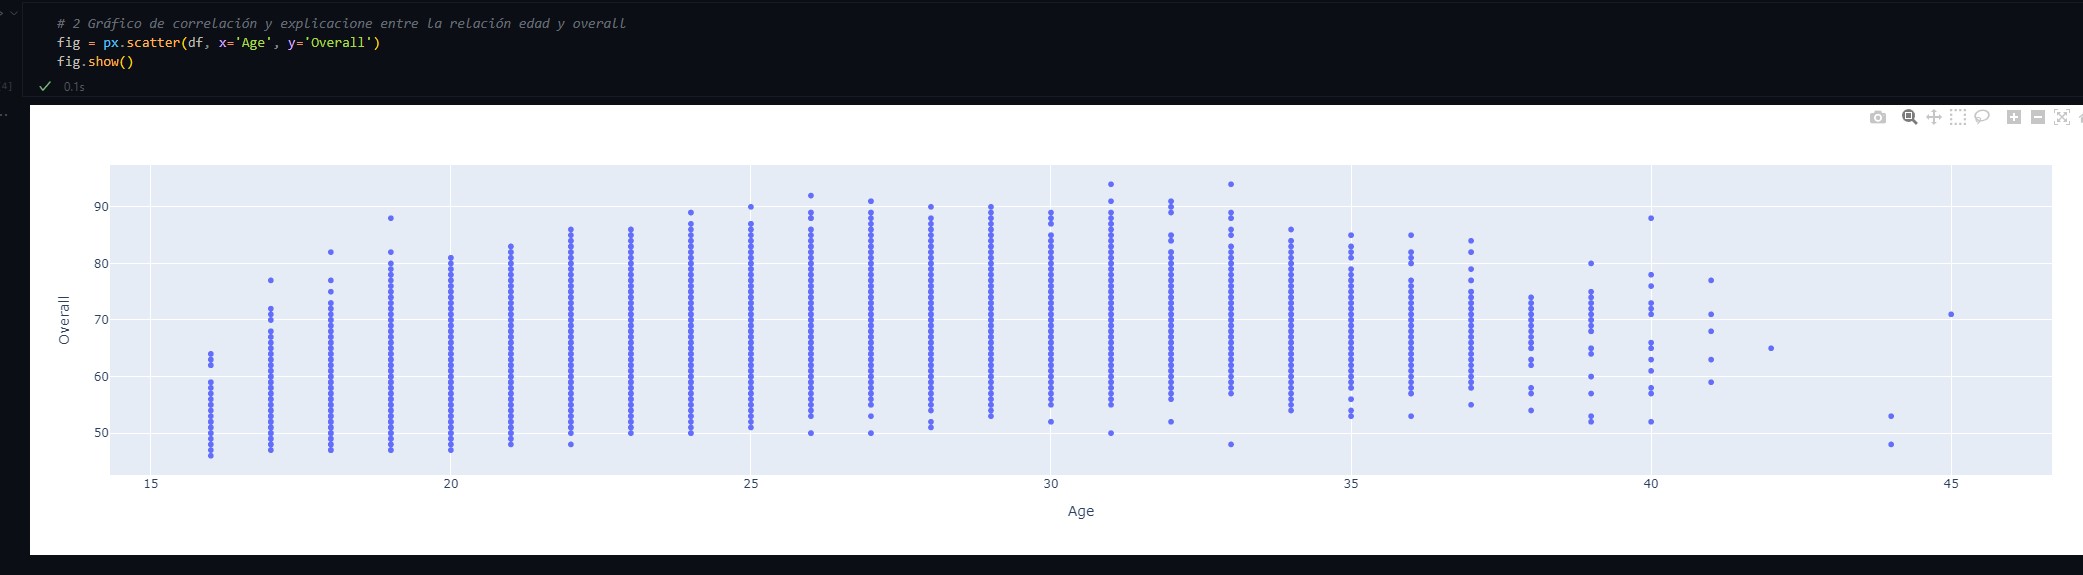 # 2 Gráfico de correlación y explicacione entre la relación edad y overall
fig = px.scatter(df, x='Age', y='Overall')
fig.show()
4]
0.1s
90
80
70
60
50
Overall
15 20 25 30 35 40 45
Age